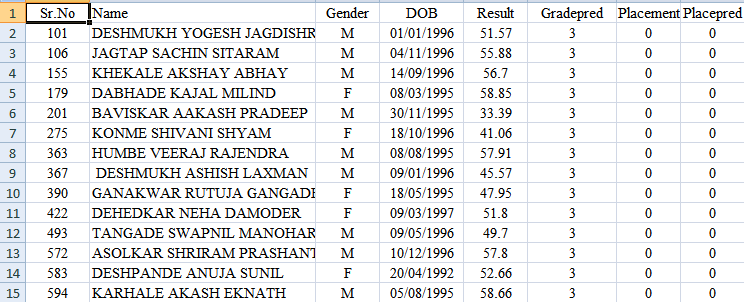 1 Sr.No Name Gender DOB Result Gradepred Placement Placepred
2 101 DESHMUKH YOGESH JAGDISHR M 01/01/1996 51.57 3 0 0
3 106 JAGTAP SACHIN SITARAM M 04/11/1996 55.88 3 0 0
4 155 KHEKALE AKSHAY ABHAY M 14/09/1996 56.7 3 0 0
5 179 DABHADE KAJAL MILIND F 08/03/1995 58.85 3 0 0
6 201 BAVISKAR AAKASH PRADEEP M 30/11/1995 33.39 3 0 0
7 275 KONME SHIVANI SHYAM F 18/10/1996 41.06 3 0 0
8 363 HUMBE VEERAJ RAJENDRA M 08/08/1995 57.91 3 0 0
9 367 DESHMUKH ASHISH LAXMAN M 09/01/1996 45.57 3 0 0
10 390 GANAKWAR RUTUJA GANGADE F 18/05/1995 47.95 3 0 0
11 422 DEHEDKAR NEHA DAMODER F 09/03/1997 51.8 3 0 0
12 493 TANGADE SWAPNIL MANOHAR M 09/05/1996 49.7 3 0 0
13 572 ASOLKAR SHRIRAM PRASHANT M 10/12/1996 57.8 3 0 0
14 583 DESHPANDE ANUJA SUNIL F 20/04/1992 52.66 3 0 0
15 594 KARHALE AKASH EKNATH M 05/08/1995 58.66 3 0 0